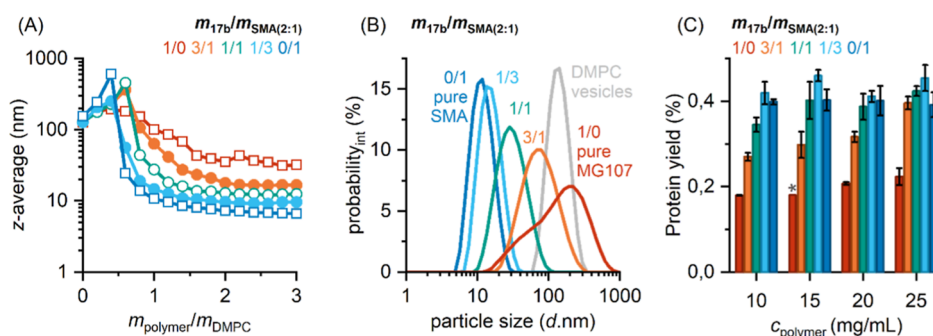 (A)
m17b/mSMA(2:1)
1/0 3/1 1/1 1/3 0/1
z-average (nm)
1000
100
10
1
0 1 2 3
mpolymer/mDMPC
(B)
m17b/mSMA(2:1)
probabilityint (%)
15
10
5
0
0/1
pure
SMA
1/3
1/1
3/1
DMPC
vesicles
1/0
pure
MG107
1 10 100 1000
particle size (d.nm)
(C)
m17b/mSMA(2:1)
1/0 3/1 1/1 1/3 0/1
Protein yield (%)
0,4
0,2
0,0
*
10 15 20 25
cpolymer (mg/mL)